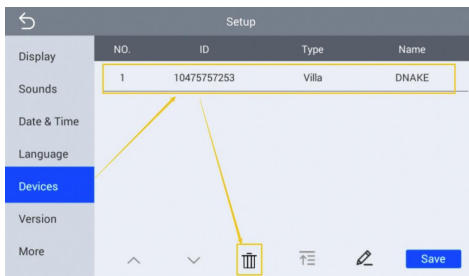 Setup
NO. ID Type Name
1 10475757253 Villa DNAKE
Display
Sounds
Date & Time
Language
Devices
Version
More
Save